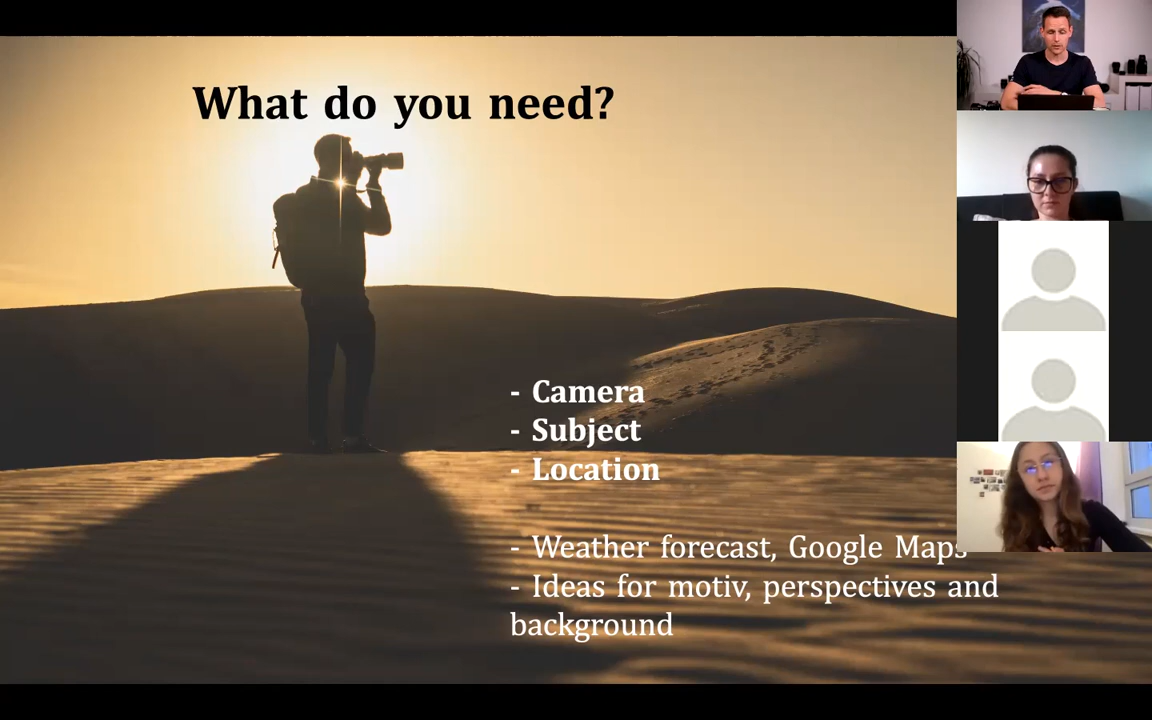 What do you need?
- Camera
- Subject
- Location
- Weather forecast, Google Maps
- Ideas for motiv, perspectives and
background